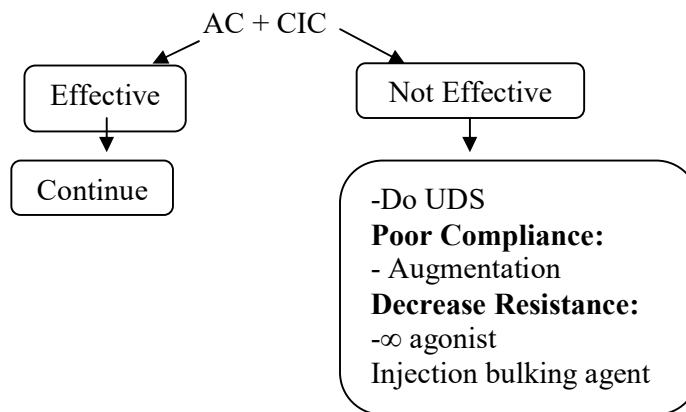 AC + CIC
Effective
Not Effective
Continue
-Do UDS
Poor Compliance:
- Augmentation
Decrease Resistance:
-∞ agonist
Injection bulking agent